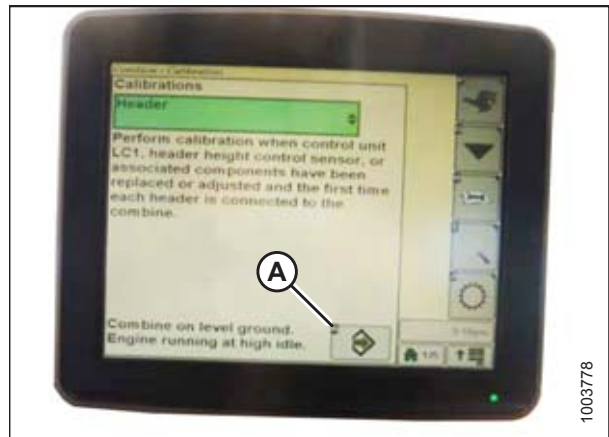 Combine - Calibration
Calibrations
Header
Perform calibration when control unit
LC1, header height control sensor, or
associated components have been
replaced or adjusted and the first time
each header is connected to the
combine.
A
Combine on level ground.
Engine running at high idle.
1003778